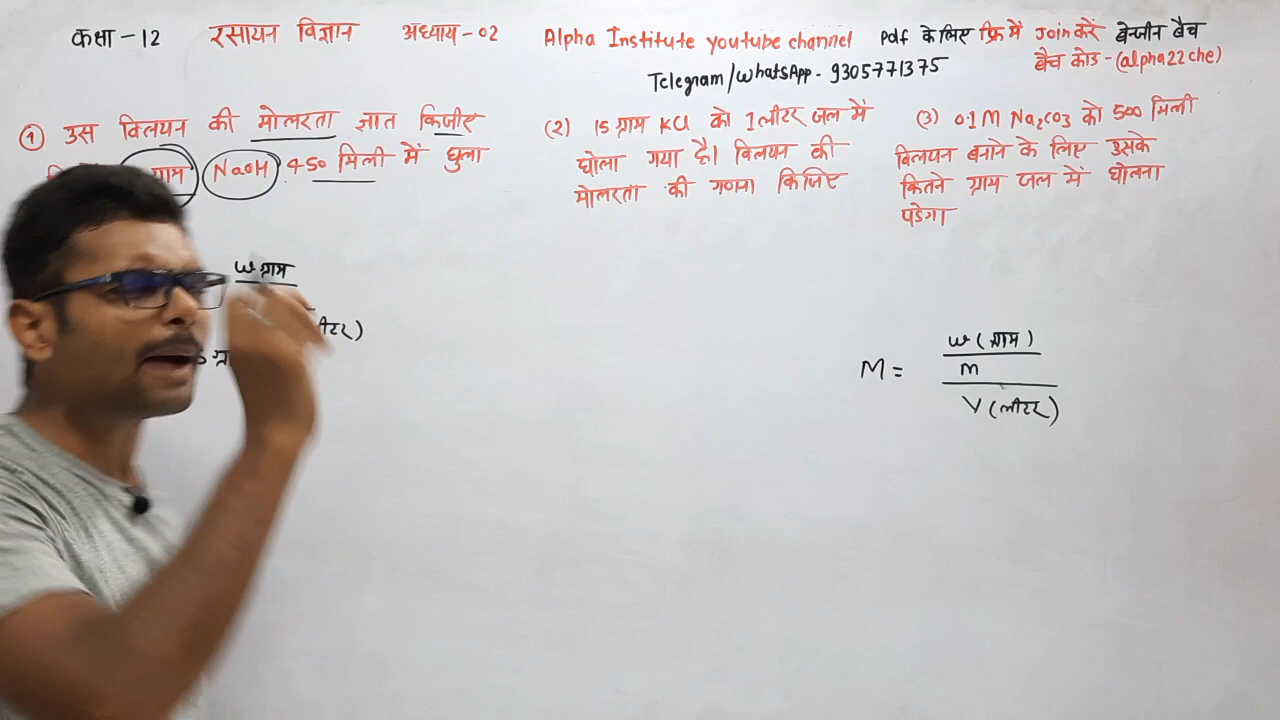 कक्षा - 12 रसायन विज्ञान अध्याय - 02 Alpha Institute youtube channel Pdf के लिए फ्रि में Join करें बेन्जीन बैच
बैच कोड - (alpha22che)
Telegram/WhatsApp - 9305771375
① उस विलयन की मोलरता ज्ञात किजीए
ग्राम NaOH 450 मिली में घुला
(2) 15 ग्राम KCl को 1 लीटर जल में
घोला गया है। विलयन की
मोलरता की गणना किजिए
(3) 0.1M Na₂CO3 को 500 मिली
विलयन बनाने के लिए उसके
कितने ग्राम जल में घोलना
पडेगा
w ग्राम
लीटर)
M = w (ग्राम)
m
V (लीटर)